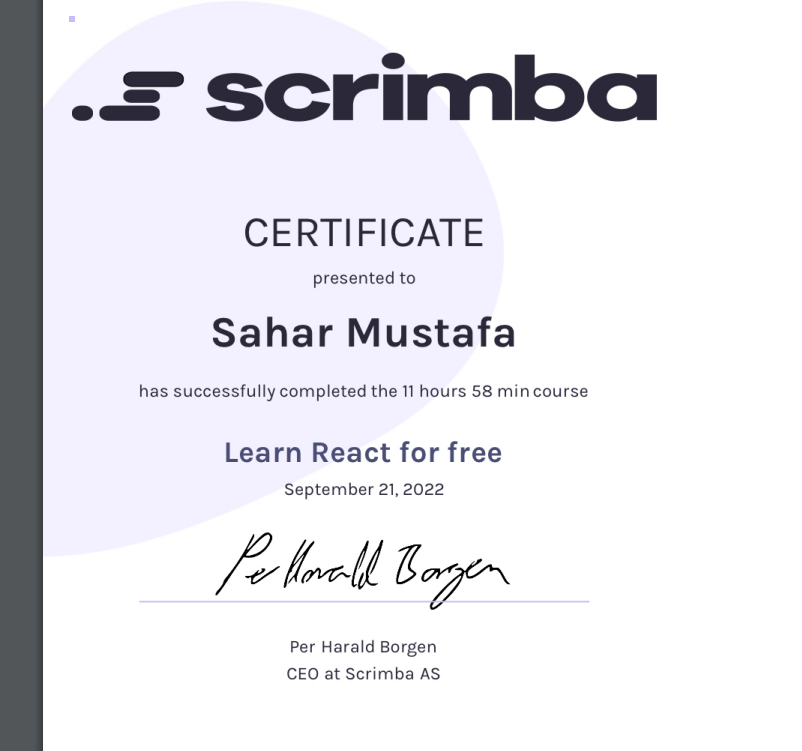 scrimba
CERTIFICATE
presented to
Sahar Mustafa
has successfully completed the 11 hours 58 min course
Learn React for free
September 21, 2022
Per Harald Borgen
Per Harald Borgen
CEO at Scrimba AS